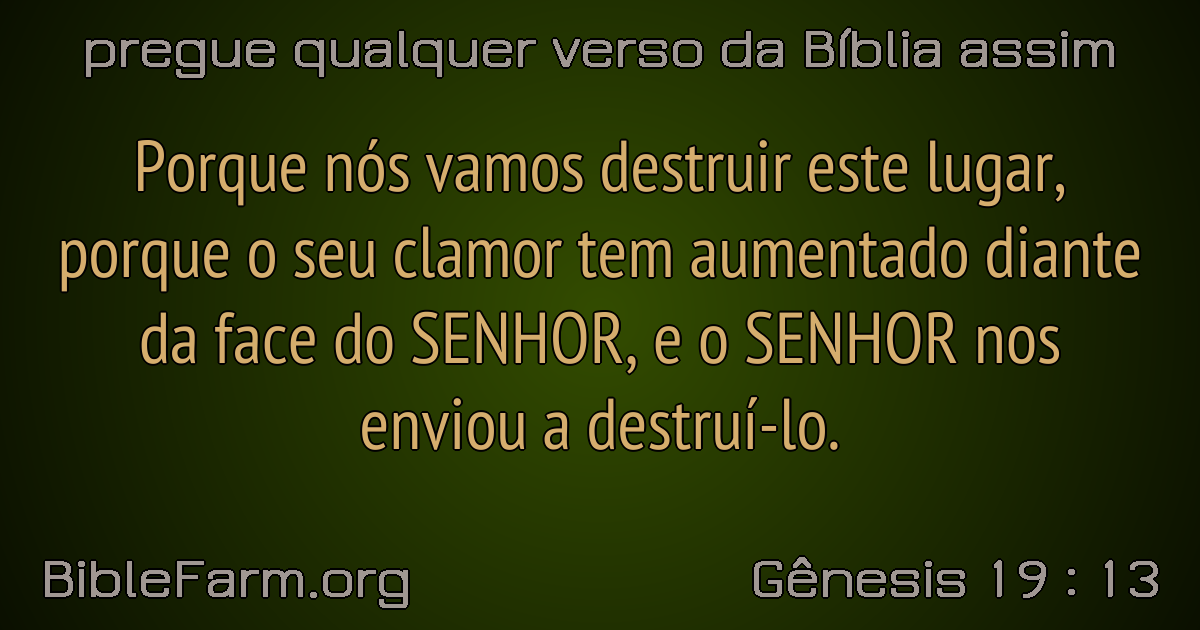 pregue qualquer verso da Bíblia assim
Porque nós vamos destruir este lugar,
porque o seu clamor tem aumentado diante
da face do SENHOR, e o SENHOR nos
enviou a destruí-lo.
BibleFarm.org
Gênesis 19 : 13